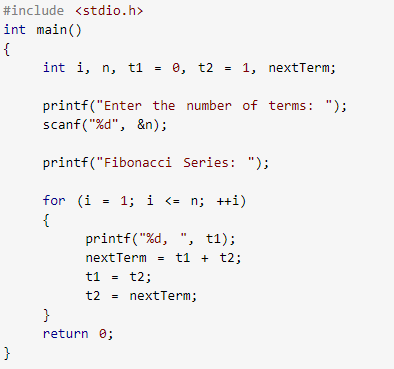 #include <stdio.h>
int main()
{
    int i, n, t1 = 0, t2 = 1, nextTerm;

    printf("Enter the number of terms: ");
    scanf("%d", &n);

    printf("Fibonacci Series: ");

    for (i = 1; i <= n; ++i)
    {
        printf("%d, ", t1);
        nextTerm = t1 + t2;
        t1 = t2;
        t2 = nextTerm;
    }
    return 0;
}